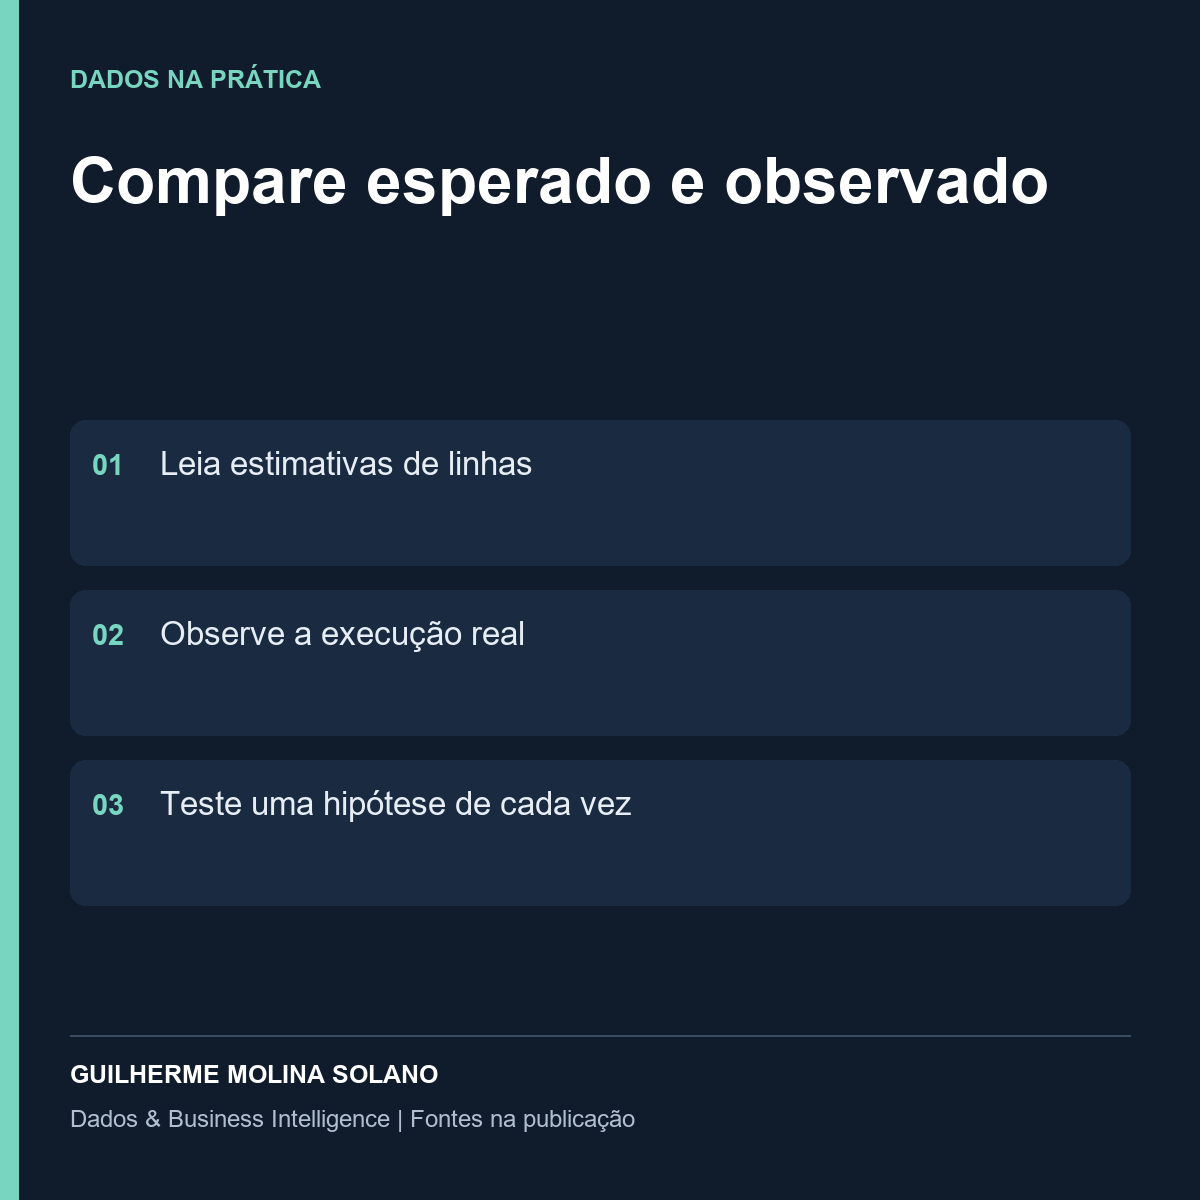 DADOS NA PRÁTICA
Compare esperado e observado
01 Leia estimativas de linhas
02 Observe a execução real
03 Teste uma hipótese de cada vez
GUILHERME MOLINA SOLANO
Dados & Business Intelligence | Fontes na publicação